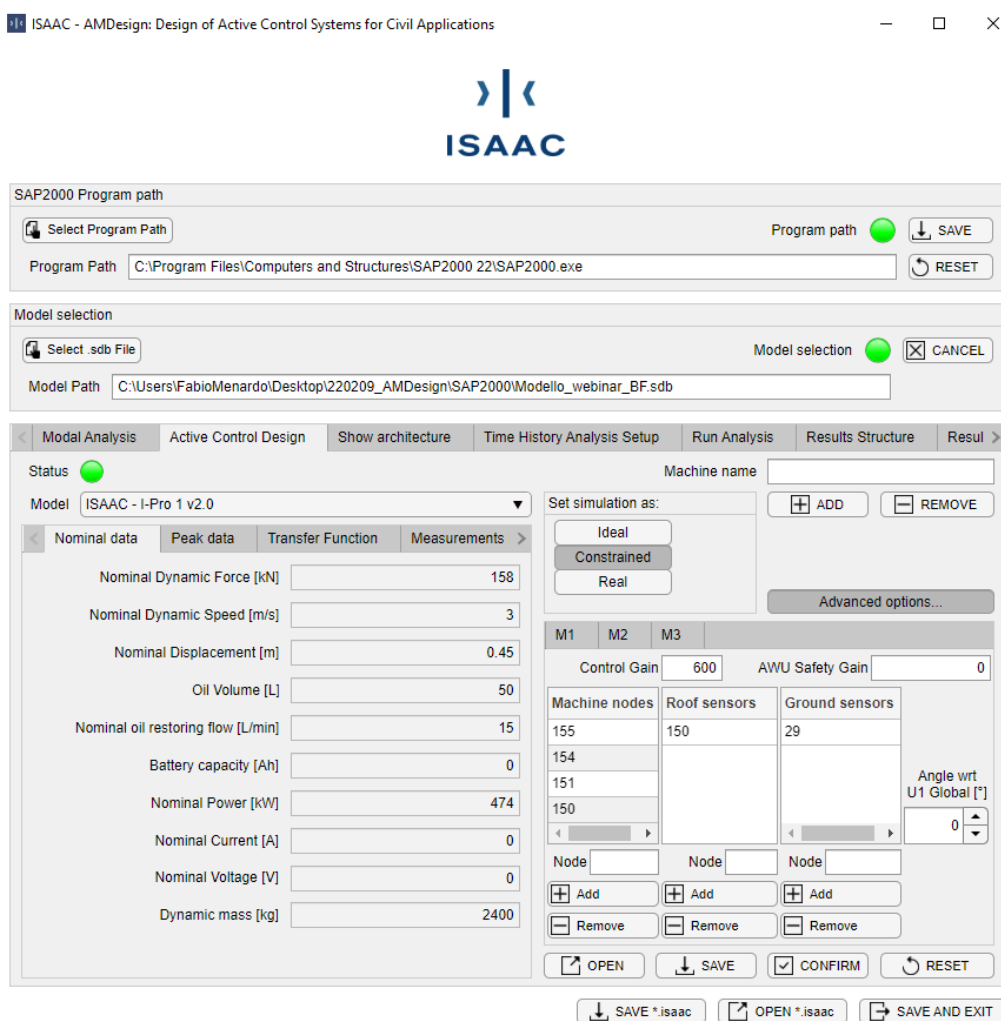 ISAAC - AMDesign: Design of Active Control Systems for Civil Applications
ISAAC
SAP2000 Program path
Select Program Path
Program path
SAVE
Program Path
C:\Program Files\Computers and Structures\SAP2000 22\SAP2000.exe
RESET
Model selection
Select .sdb File
Model selection
CANCEL
Model Path
C:\Users\FabioMenardo\Desktop\220209_AMDesign\SAP2000\Modello_webinar_BF.sdb
Modal Analysis
Active Control Design
Show architecture
Time History Analysis Setup
Run Analysis
Results Structure
Resul
Status
Machine name
Model
ISAAC - I-Pro 1 v2.0
Set simulation as:
ADD
REMOVE
Nominal data
Peak data
Transfer Function
Measurements
Ideal
Constrained
Real
Advanced options...
Nominal Dynamic Force [kN]
158
Nominal Dynamic Speed [m/s]
3
Nominal Displacement [m]
0.45
Oil Volume [L]
50
Nominal oil restoring flow [L/min]
15
Battery capacity [Ah]
0
Nominal Power [kW]
474
Nominal Current [A]
0
Nominal Voltage [V]
0
Dynamic mass [kg]
2400
M1
M2
M3
Control Gain
600
AWU Safety Gain
0
Machine nodes
Roof sensors
Ground sensors
155
150
29
154
151
150
Angle wrt
U1 Global [°]
0
Node
Node
Node
Add
Add
Add
Remove
Remove
Remove
OPEN
SAVE
CONFIRM
RESET
SAVE *.isaac
OPEN *.isaac
SAVE AND EXIT